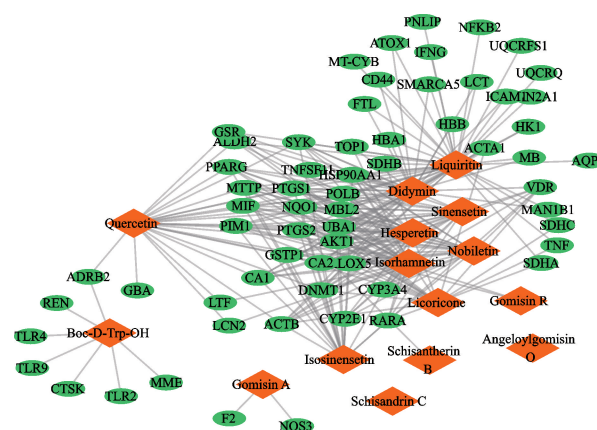 PNLIP
NFKB2
ATOX1
IFNG
UQCRFS1
MT-CYB
CD44
SMARCA5
LCT
UQCRQ
FTL
HBB
HK1
GSR
ALDH2
SYK
TOP1
HBA1
ACTA1
PPARG
TNFSF11
HSP90AA1
SDHB
Liquiritin
MB
AQP
MTTP
PTGS1
POLB
Didymin
VDR
MIF
NQO1
MBL2
Sinensetin
MAN1B1
Quercetin
PIM1
PTGS2
UBA1
Hesperetin
SDHC
AKT1
Nobiletin
TNF
GSTP1
CA2
LOX5
Isorhamnetin
SDHA
ADRB2
CA1
GBA
DNMT1
CYP3A4
Licoricone
Gomisin R
REN
LTF
LCN2
ACTB
CYP2E1
RARA
TLR4
Boc-D-Trp-OH
Isosinensetin
Schisantherin
B
Angeloylgomisin
O
TLR9
CTSK
TLR2
MME
Gomisin A
Schisandrin C
F2
NOS3